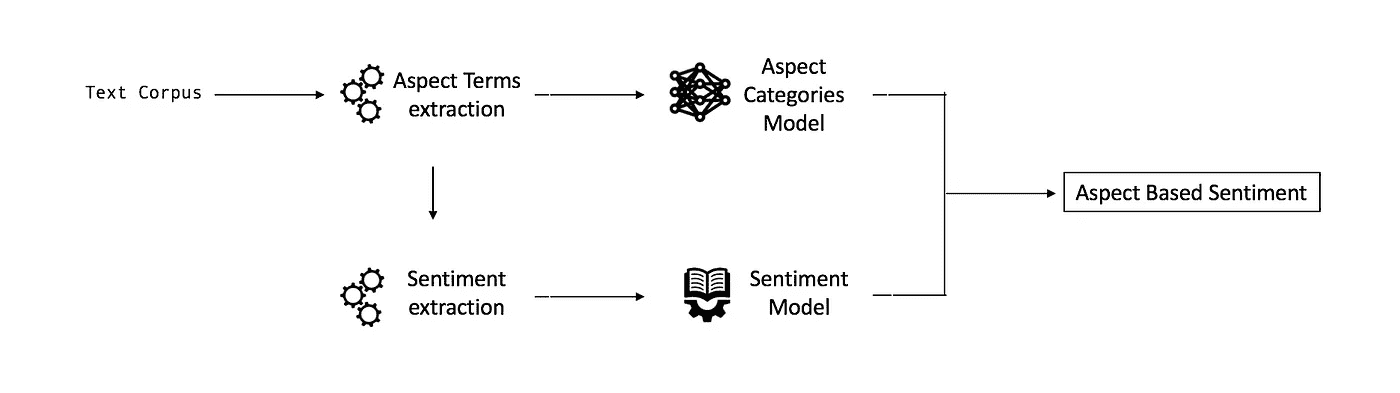 Text Corpus
Aspect Terms
extraction
Aspect
Categories
Model
Sentiment
extraction
Sentiment
Model
Aspect Based Sentiment